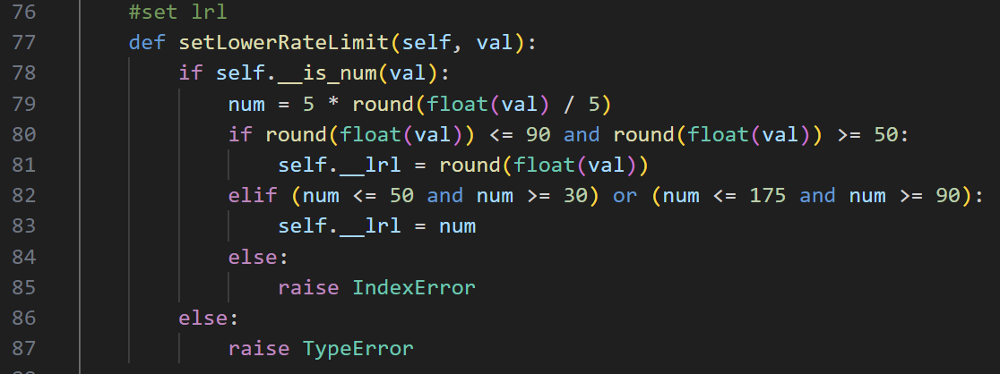 76 #set lrl
77 def setLowerRateLimit(self, val):
78 if self.__is_num(val):
79 num = 5 * round(float(val) / 5)
80 if round(float(val)) <= 90 and round(float(val)) >= 50:
81 self.__lrl = round(float(val))
82 elif (num <= 50 and num >= 30) or (num <= 175 and num >= 90):
83 self.__lrl = num
84 else:
85 raise IndexError
86 else:
87 raise TypeError